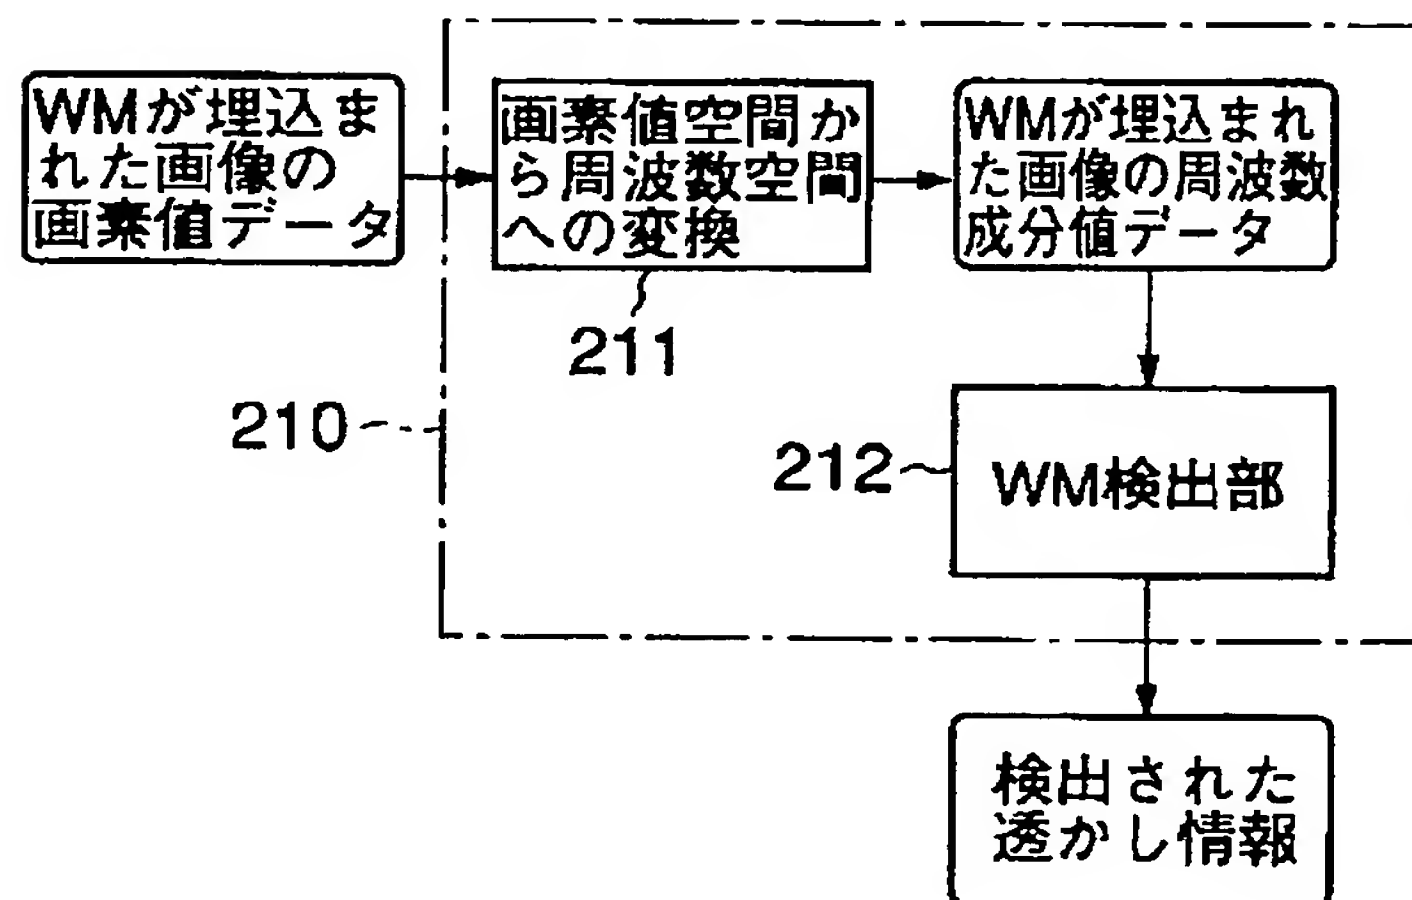 WMが埋込ま
れた画像の
画素値データ
画素値空間か
ら周波数空間
への変換
WMが埋込まれ
た画像の周波数
成分値データ
211
210
212
WM検出部
検出された
透かし情報